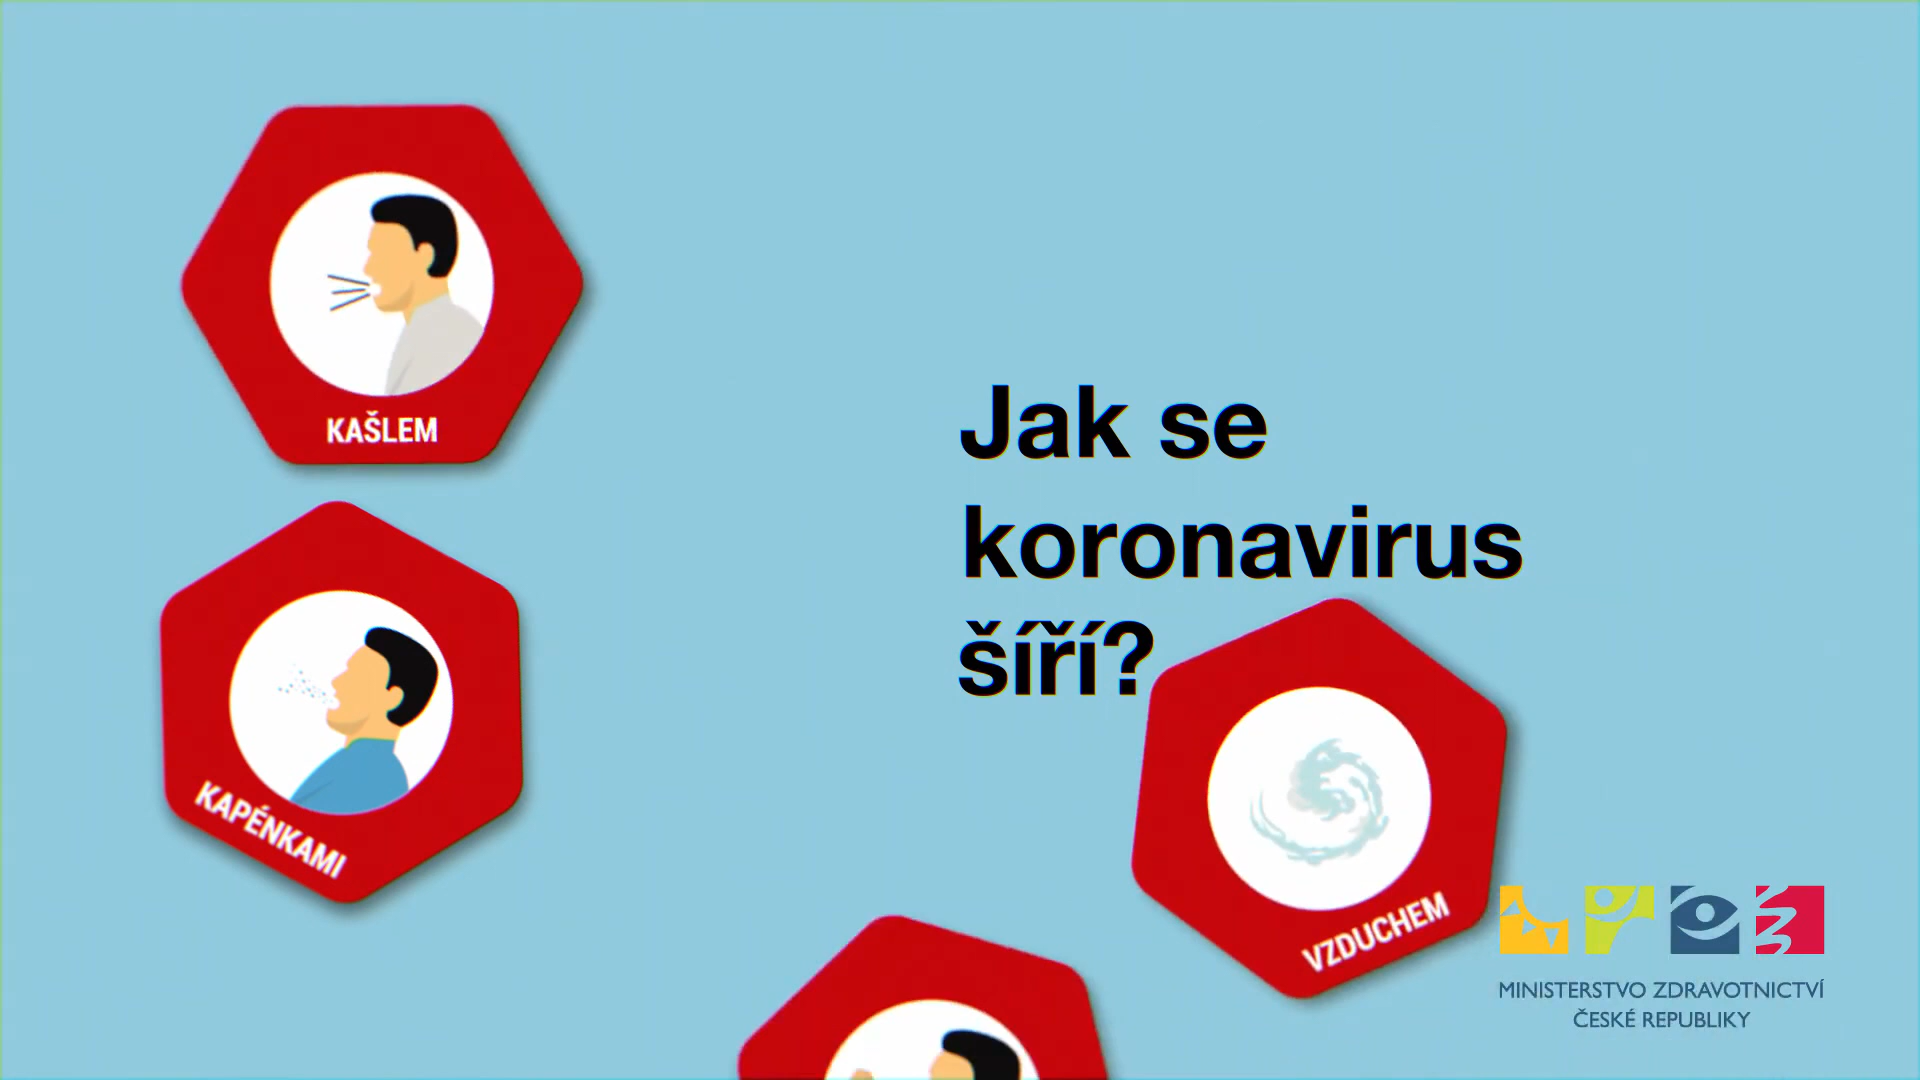 KAŠLEM
Jak se
koronavirus
šíří?
KAPÉNKAMI
VZDUCHEM
MINISTERSTVO ZDRAVOTNICTVÍ
ČESKÉ REPUBLIKY